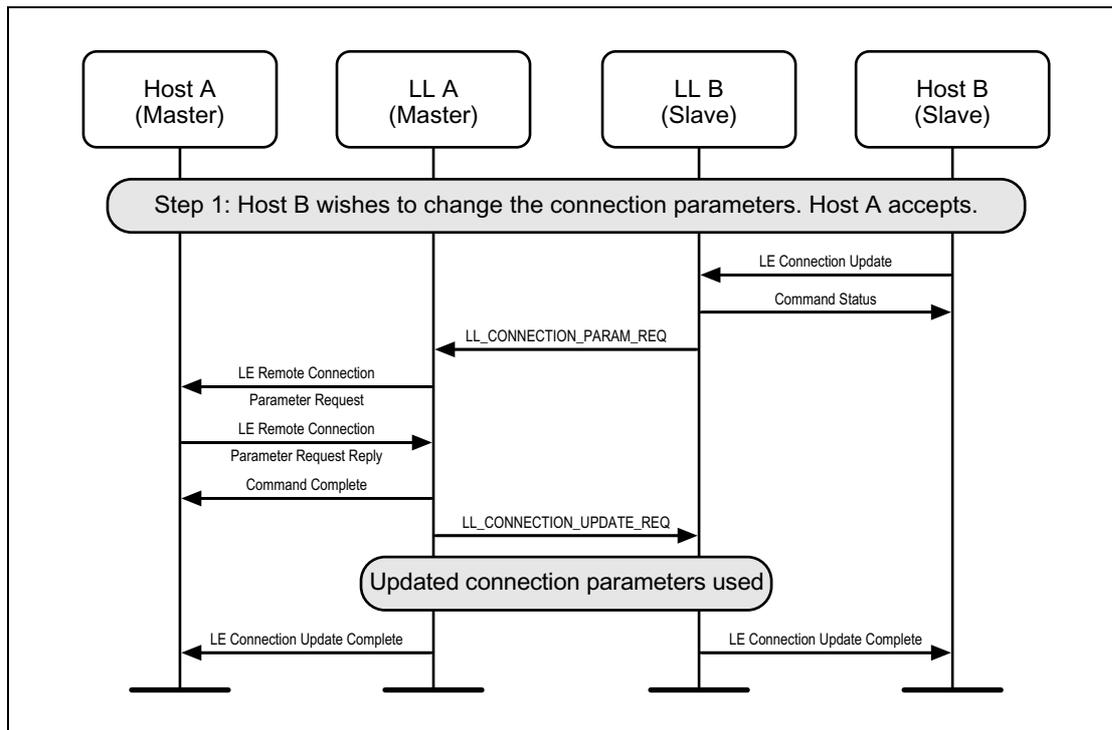 Host A
(Master)
LL A
(Master)
LL B
(Slave)
Host B
(Slave)
Step 1: Host B wishes to change the connection parameters. Host A accepts.
LE Connection Update
Command Status
LL_CONNECTION_PARAM_REQ
LE Remote Connection
Parameter Request
LE Remote Connection
Parameter Request Reply
Command Complete
LL_CONNECTION_UPDATE_REQ
Updated connection parameters used
LE Connection Update Complete
LE Connection Update Complete